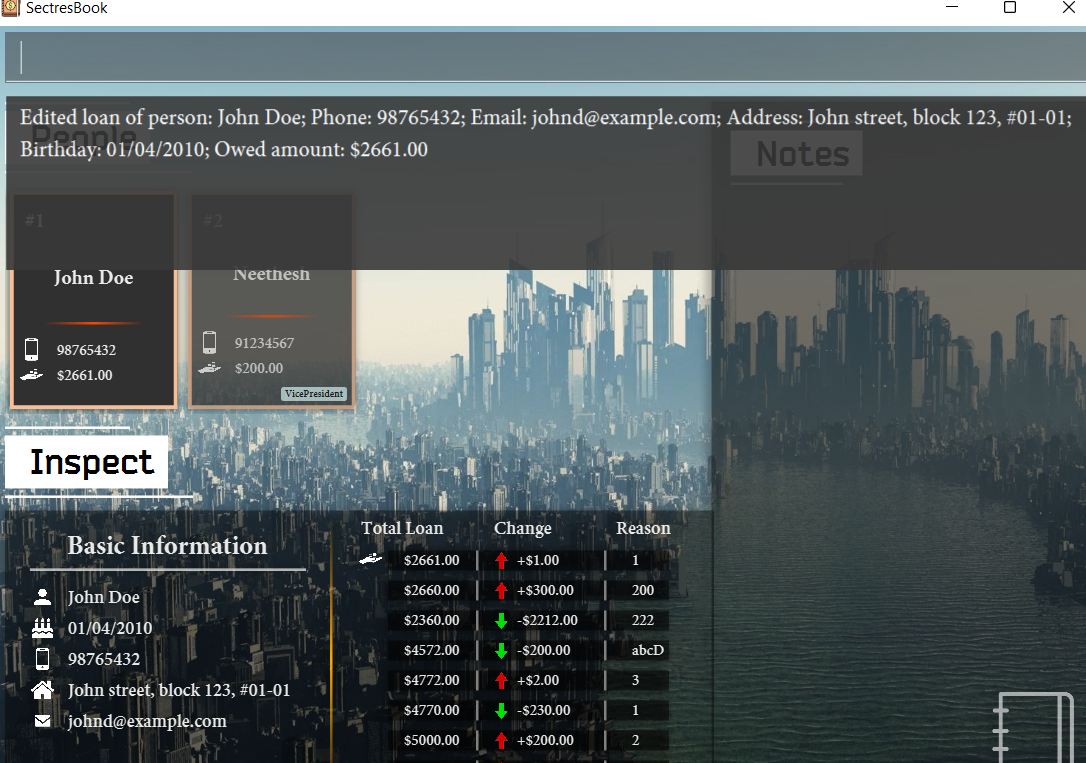 SectresBook
Edited loan of person: John Doe; Phone: 98765432; Email: johnd@example.com; Address: John street, block 123, #01-01;
Birthday: 01/04/2010; Owed amount: $2661.00
People
Notes
#1
#2
John Doe
Neethesh
98765432
91234567
$2661.00
$200.00
VicePresident
Inspect
Total Loan Change Reason
Basic Information
$2661.00 +$1.00 1
$2660.00 +$300.00 200
John Doe
$2360.00 -$2212.00 222
01/04/2010
$4572.00 -$200.00 abcD
98765432
$4772.00 +$2.00 3
John street, block 123, #01-01
$4770.00 -$230.00 1
johnd@example.com
$5000.00 +$200.00 2